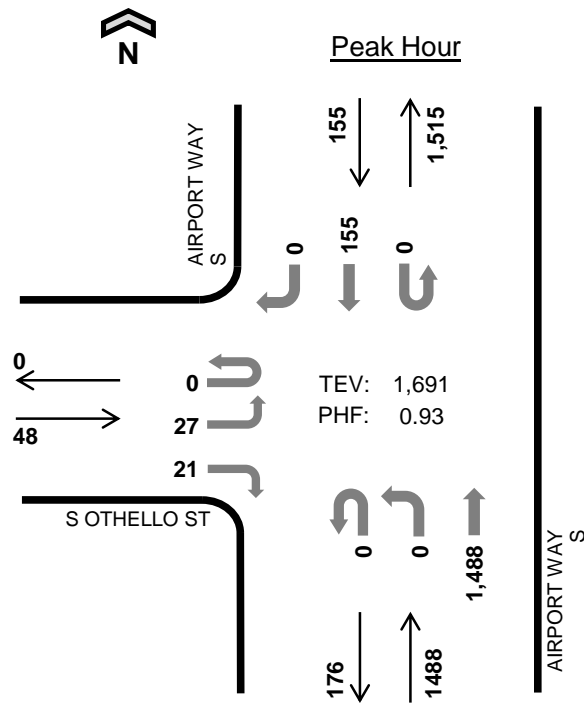 N
Peak Hour
155
1,515
AIRPORT WAY
S
0
155
0
0
48
0
27
21
TEV: 1,691
PHF: 0.93
S OTHELLO ST
0
0
1,488
176
1488
AIRPORT WAY
S